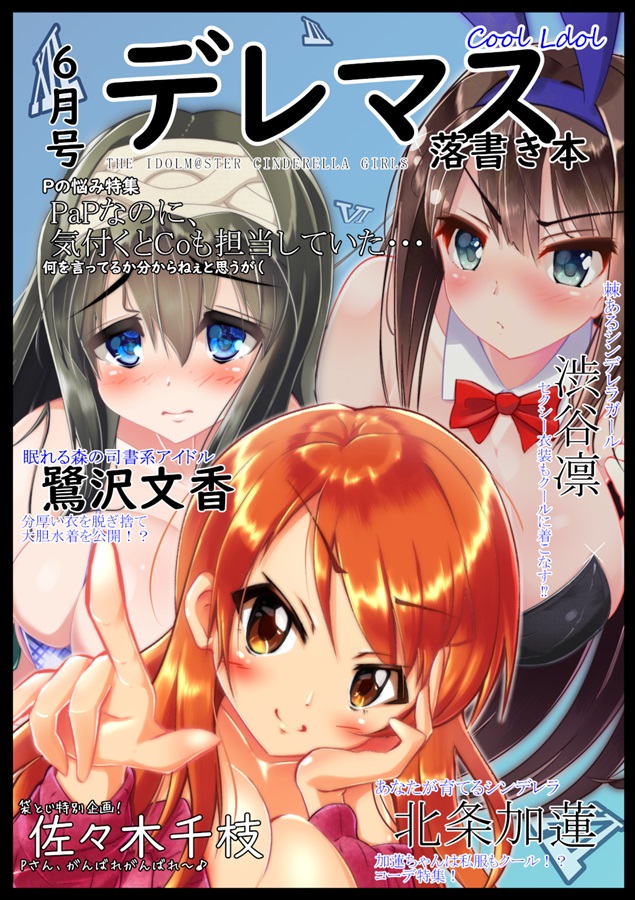 Cool Ldol
6月号
デレマス
落書き本
THE IDOLM@STER CINDERELLA GIRLS
Pの悩み特集
PaPなのに、
気付くとCoも担当していた・・・
何を言ってるか分からねぇと思うが(
棘あるシンデレラガール
渋谷凛
セクシー衣装もクールに着こなす!!
眠れる森の司書系アイドル
鷺沢文香
分厚い衣を脱ぎ捨て
大胆水着を公開！？
袋とじ特別企画！
佐々木千枝
Pさん、がんばれがんばれ～♪
あなたが育てるシンデレラ
北条加蓮
加蓮ちゃんは私服もクール！？
コーデ特集！
XII
III
VI